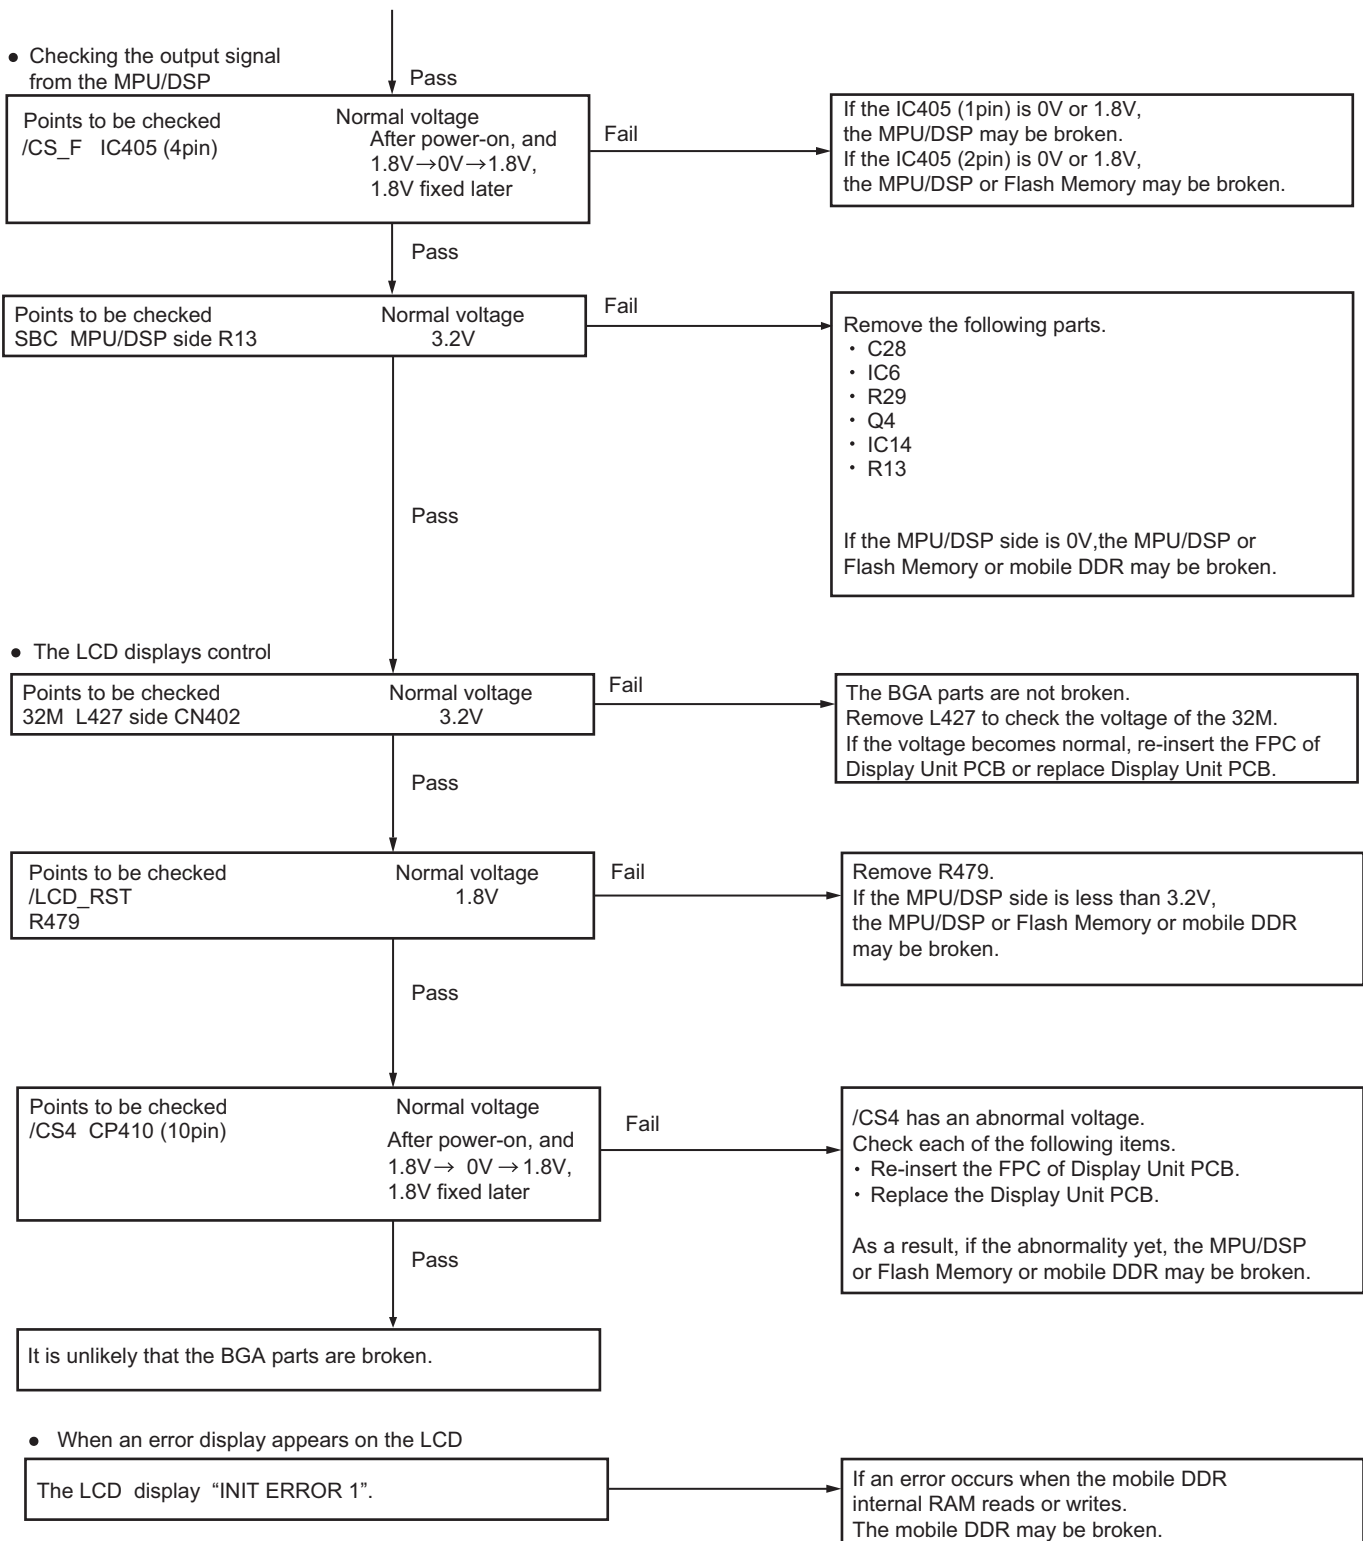 ● Checking the output signal
from the MPU/DSP
Pass
Points to be checked
/CS_F IC405 (4pin)
Normal voltage
After power-on, and
1.8V→0V→1.8V,
1.8V fixed later
Fail
If the IC405 (1pin) is 0V or 1.8V,
the MPU/DSP may be broken.
If the IC405 (2pin) is 0V or 1.8V,
the MPU/DSP or Flash Memory may be broken.
Pass
Points to be checked
SBC MPU/DSP side R13
Normal voltage
3.2V
Fail
Remove the following parts.
・ C28
・ IC6
・ R29
・ Q4
・ IC14
・ R13
If the MPU/DSP side is 0V,the MPU/DSP or
Flash Memory or mobile DDR may be broken.
Pass
● The LCD displays control
Points to be checked
32M L427 side CN402
Normal voltage
3.2V
Fail
The BGA parts are not broken.
Remove L427 to check the voltage of the 32M.
If the voltage becomes normal, re-insert the FPC of
Display Unit PCB or replace Display Unit PCB.
Pass
Points to be checked
/LCD_RST
R479
Normal voltage
1.8V
Fail
Remove R479.
If the MPU/DSP side is less than 3.2V,
the MPU/DSP or Flash Memory or mobile DDR
may be broken.
Pass
Points to be checked
/CS4 CP410 (10pin)
Normal voltage
After power-on, and
1.8V→ 0V→1.8V,
1.8V fixed later
Fail
/CS4 has an abnormal voltage.
Check each of the following items.
・ Re-insert the FPC of Display Unit PCB.
・ Replace the Display Unit PCB.
As a result, if the abnormality yet, the MPU/DSP
or Flash Memory or mobile DDR may be broken.
Pass
It is unlikely that the BGA parts are broken.
● When an error display appears on the LCD
The LCD display “INIT ERROR 1”.
If an error occurs when the mobile DDR
internal RAM reads or writes.
The mobile DDR may be broken.